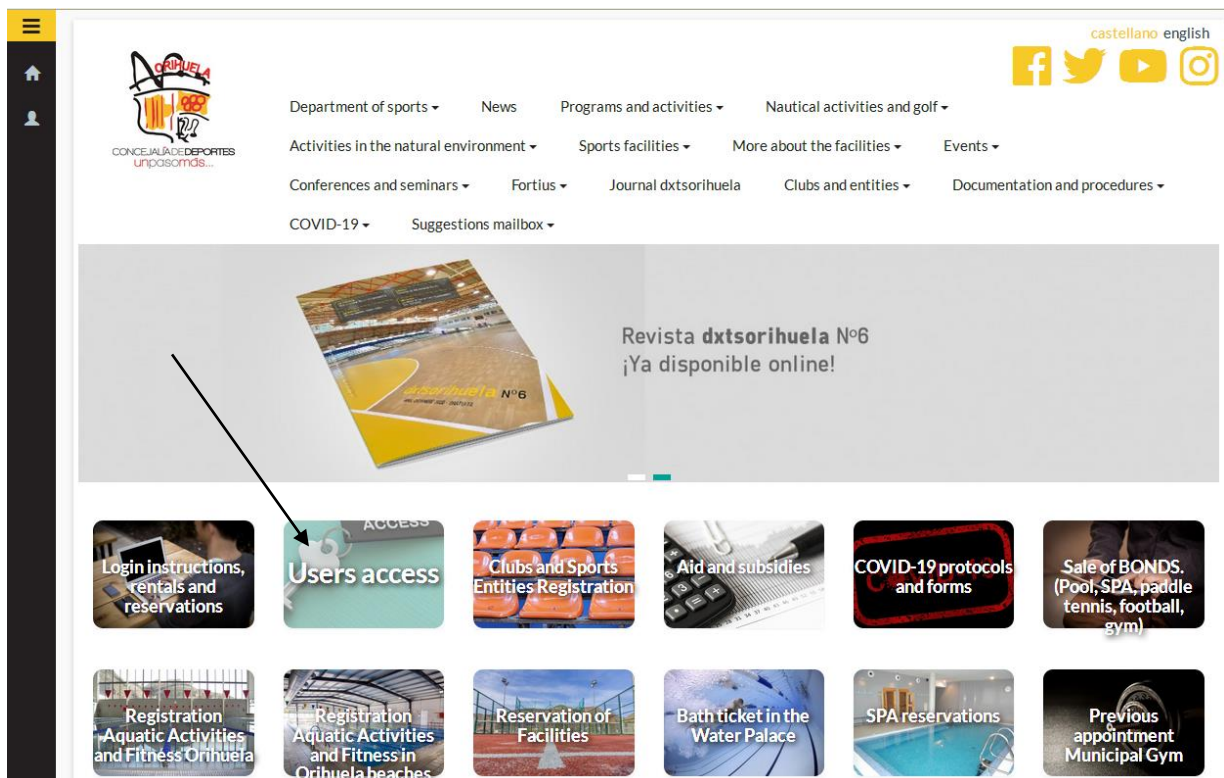 castellano english
ORIHUELA
CONCEJALÍADEDEPORTES
unpasomás...
Department of sports News Programs and activities Nautical activities and golf
Activities in the natural environment Sports facilities More about the facilities Events
Conferences and seminars Fortius Journal dxtsorihuela Clubs and entities Documentation and procedures
COVID-19 Suggestions mailbox
dxtsorihuela Nº6
Revista dxtsorihuela Nº6
¡Ya disponible online!
ACCESS
Login instructions,
rentals and
reservations
Users access
Clubs and Sports
Entities Registration
Aid and subsidies
COVID-19 protocols
and forms
Sale of BONDS.
(Pool, SPA, paddle
tennis, football,
gym)
Registration
Aquatic Activities
and Fitness Orihuela
Registration
Aquatic Activities
and Fitness in
Orihuela beaches
Reservation of
Facilities
Bath ticket in the
Water Palace
SPA reservations
Previous
appointment
Municipal Gym